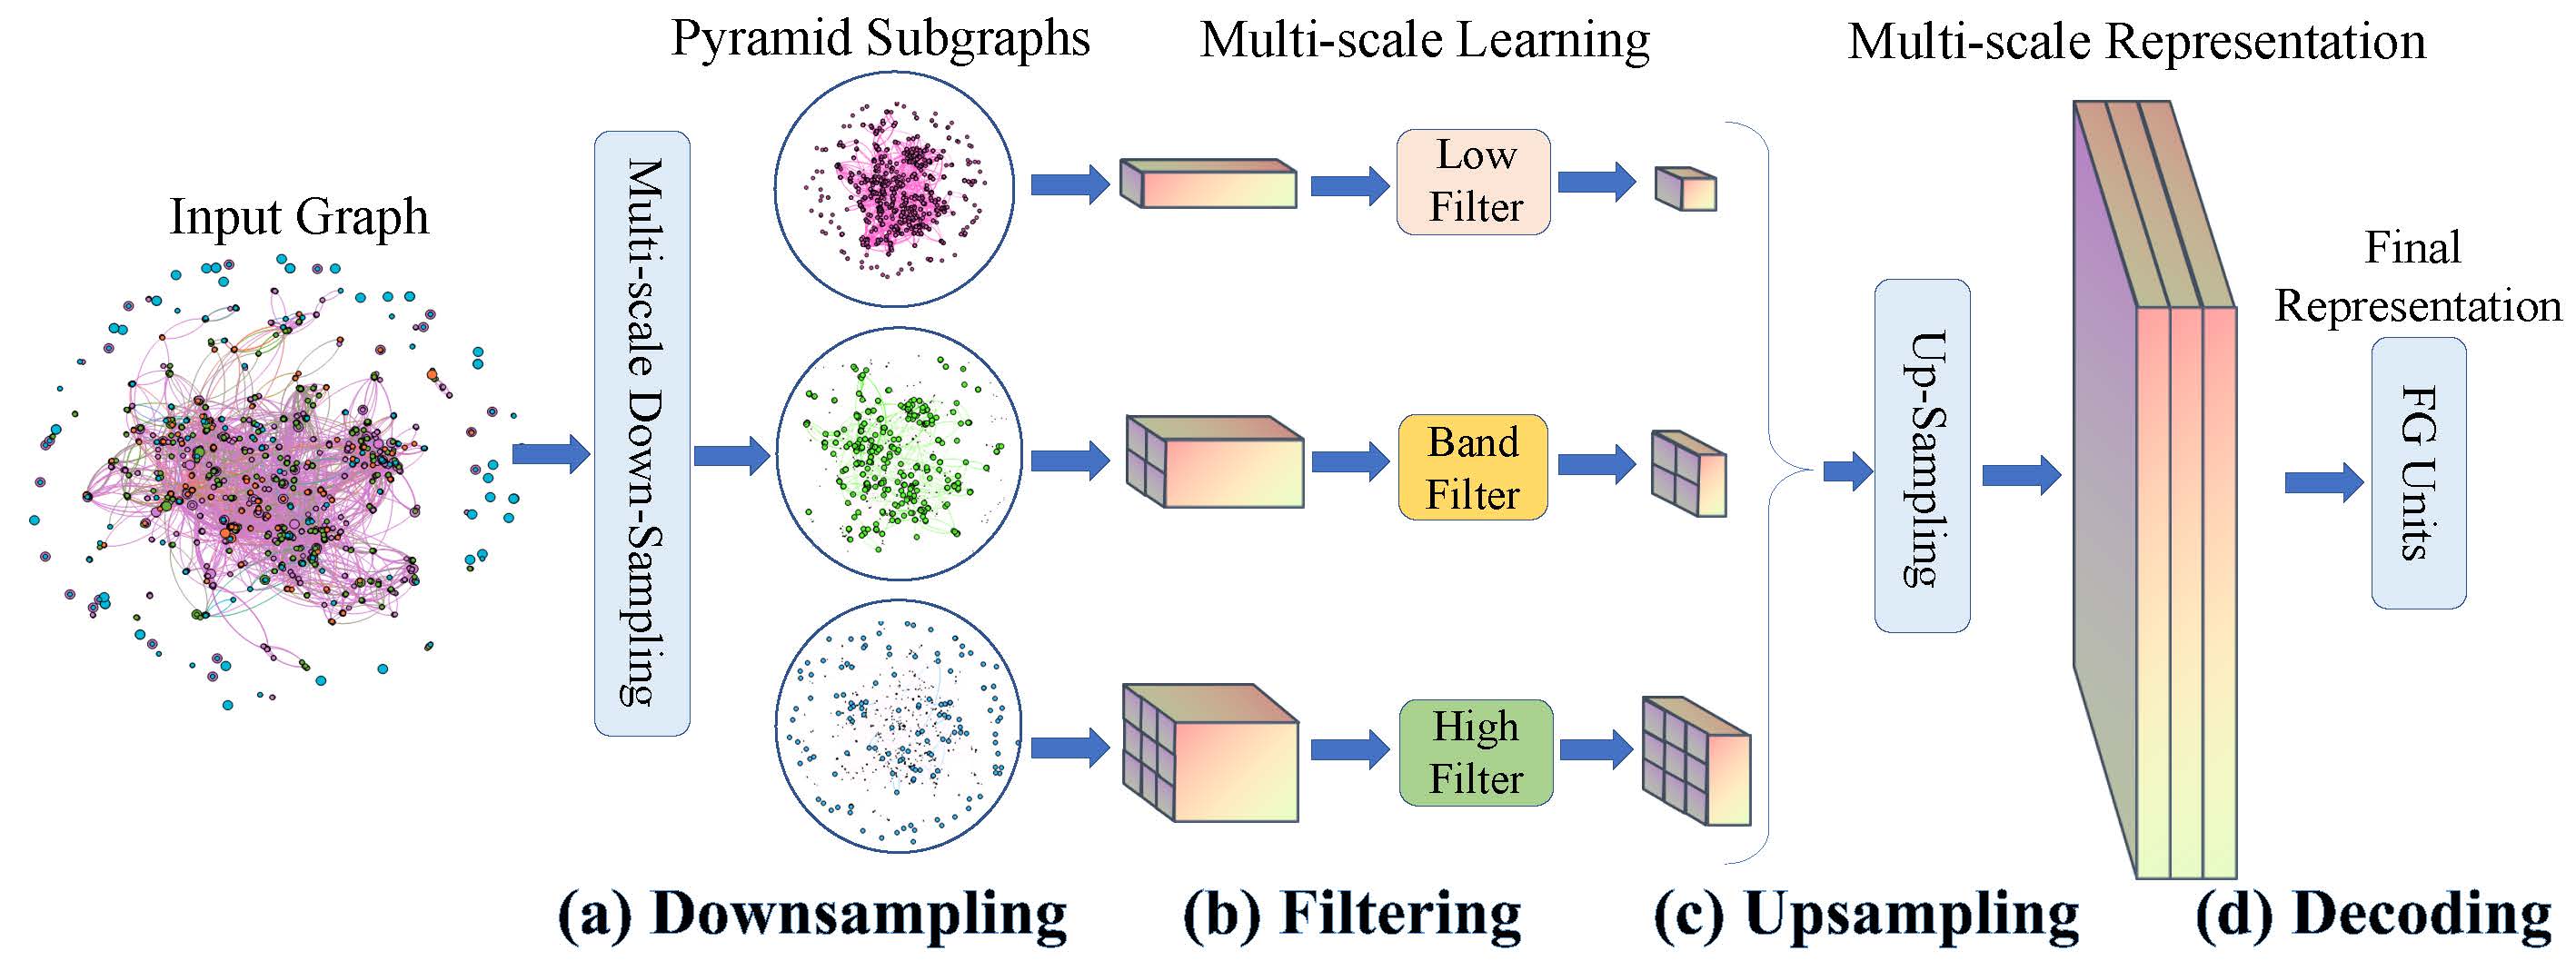 Pyramid Subgraphs
Multi-scale Learning
Multi-scale Representation
Input Graph
Multi-scale Down-Sampling
Low
Filter
Band
Filter
High
Filter
Up-Sampling
Final
Representation
FG Units
(a) Downsampling
(b) Filtering
(c) Upsampling
(d) Decoding